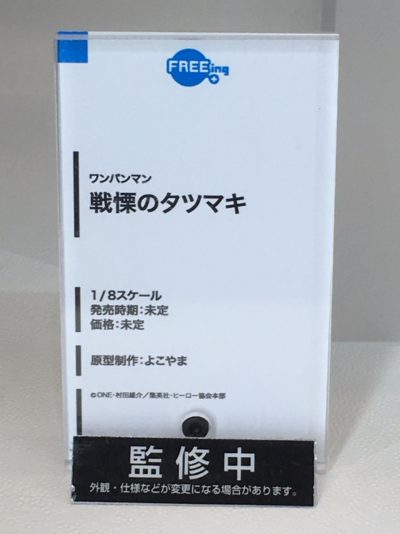 FREEing
ワンパンマン
戦慄のタツマキ
1/8スケール
発売時期:未定
価格:未定
原型制作:よこやま
©ONE・村田雄介/集英社・ヒーロー協会本部
監修中
外観・仕様などが変更になる場合があります。